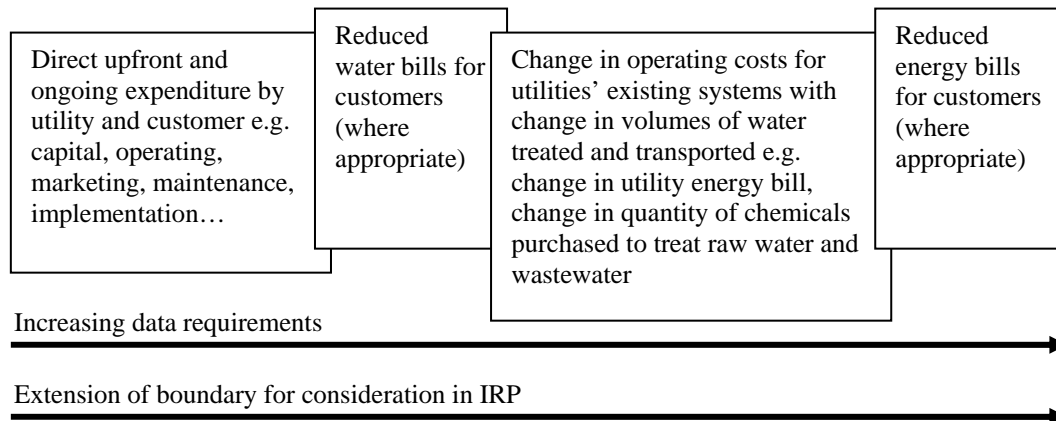 Direct upfront and
ongoing expenditure by
utility and customer e.g.
capital, operating,
marketing, maintenance,
implementation…
Reduced
water bills for
customers
(where
appropriate)
Change in operating costs for
utilities’ existing systems with
change in volumes of water
treated and transported e.g.
change in utility energy bill,
change in quantity of chemicals
purchased to treat raw water and
wastewater
Reduced
energy bills
for customers
(where
appropriate)
Increasing data requirements
Extension of boundary for consideration in IRP